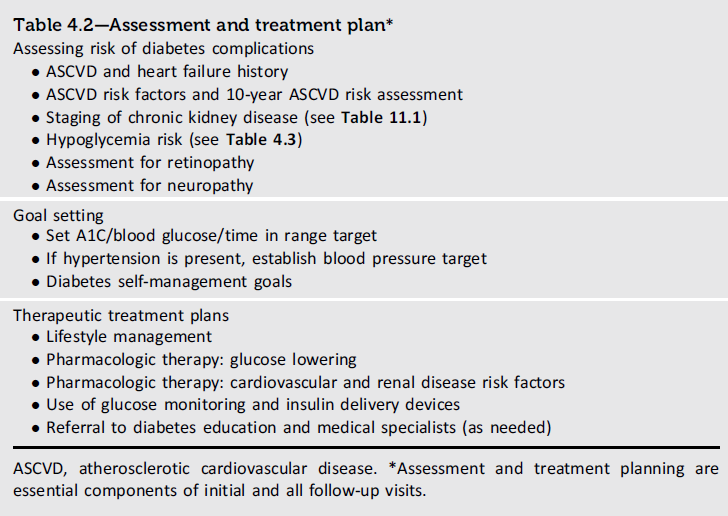 Table 4.2—Assessment and treatment plan*
Assessing risk of diabetes complications
● ASCVD and heart failure history
● ASCVD risk factors and 10-year ASCVD risk assessment
● Staging of chronic kidney disease (see Table 11.1)
● Hypoglycemia risk (see Table 4.3)
● Assessment for retinopathy
● Assessment for neuropathy
Goal setting
● Set A1C/blood glucose/time in range target
● If hypertension is present, establish blood pressure target
● Diabetes self-management goals
Therapeutic treatment plans
● Lifestyle management
● Pharmacologic therapy: glucose lowering
● Pharmacologic therapy: cardiovascular and renal disease risk factors
● Use of glucose monitoring and insulin delivery devices
● Referral to diabetes education and medical specialists (as needed)
ASCVD, atherosclerotic cardiovascular disease. *Assessment and treatment planning are
essential components of initial and all follow-up visits.